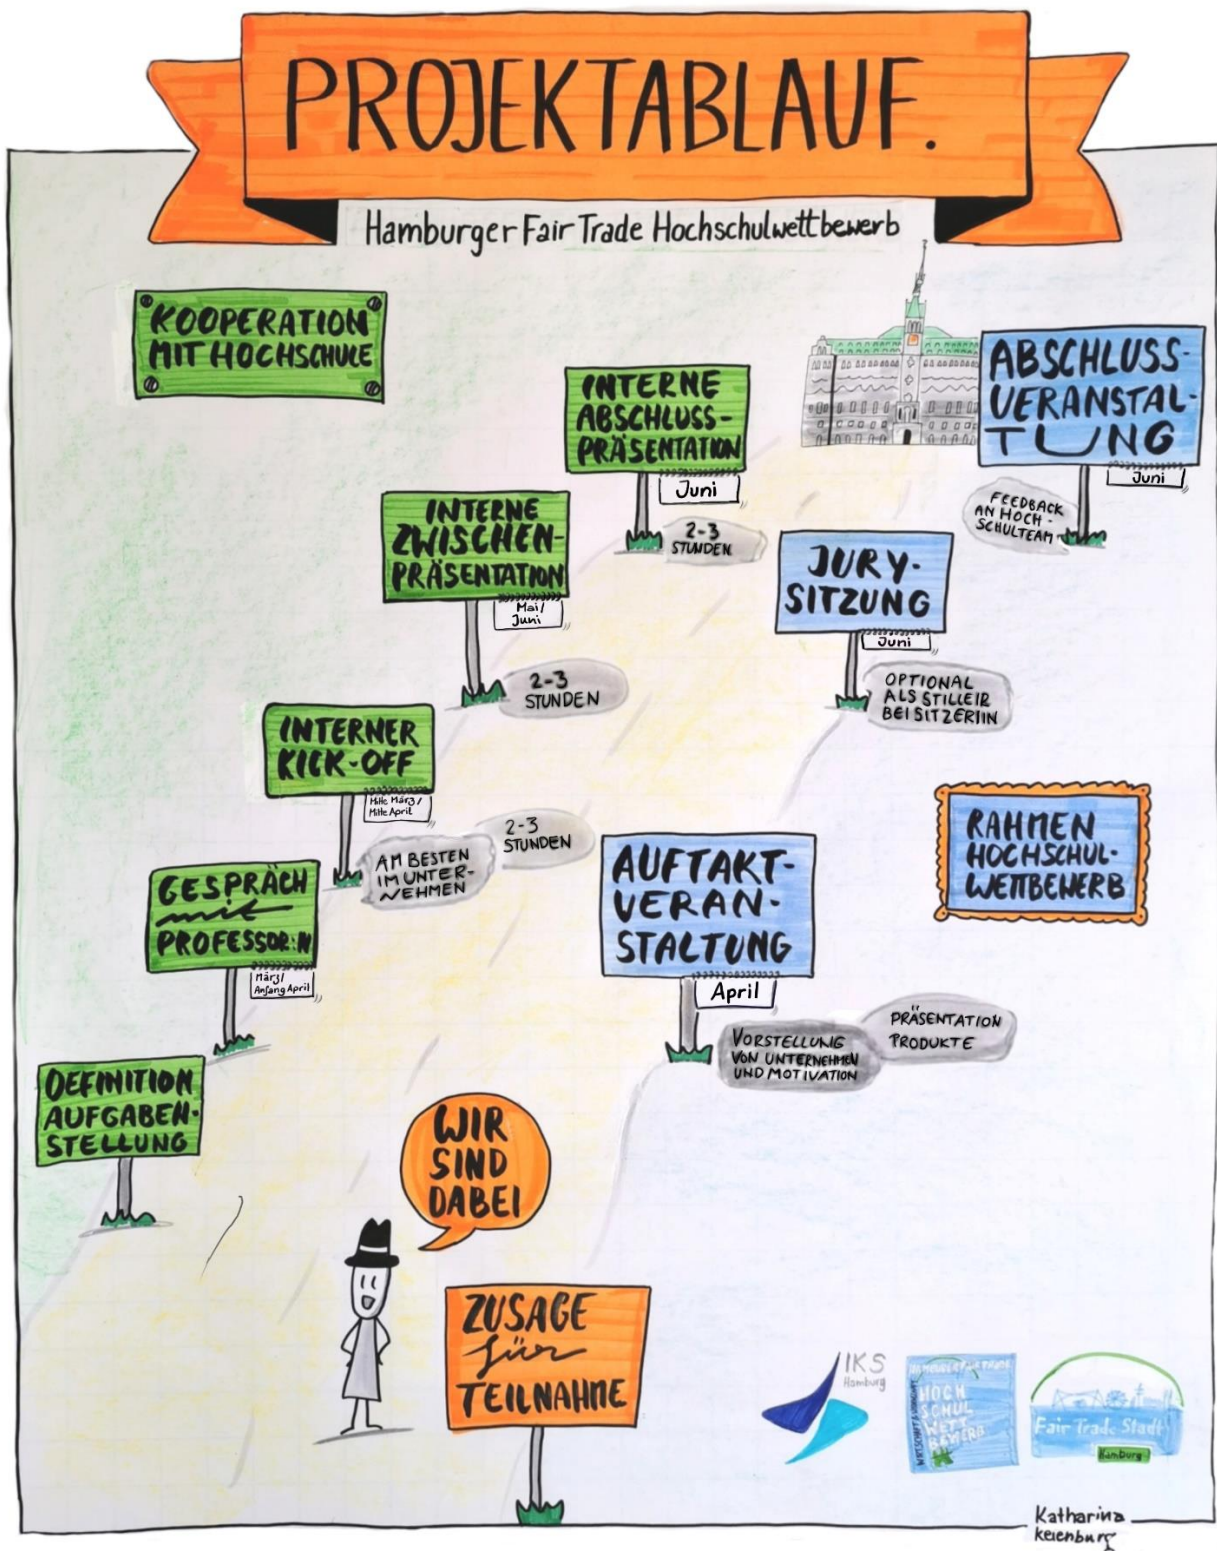 PROJEKTABLAUF.
Hamburger Fair Trade Hochschulwettbewerb
KOOPERATION
MIT HOCHSCHULE
ABSCHLUSS-
VERANSTAL-
TUNG
Juni
FEEDBACK
AN HOCH-
SCHULTEAM
INTERNE
ABSCHLUSS-
PRÄSENTATION
Juni
2-3
STUNDEN
INTERNE
ZWISCHEN-
PRÄSENTATION
Mai/
Juni
2-3
STUNDEN
JURY-
SITZUNG
Juni
OPTIONAL
ALS STILLE:R
BEISITZER:IN
INTERNER
KICK-OFF
Mitte März/
Mitte April
AM BESTEN
IM UNTER-
NEHMEN
2-3
STUNDEN
RAHMEN
HOCHSCHUL-
WETTBEWERB
AUFTAKT-
VERAN-
STALTUNG
April
VORSTELLUNG
VON UNTERNEHMEN
UND MOTIVATION
PRÄSENTATION
PRODUKTE
GESPRÄCH
mit
PROFESSOR:IN
März/
Anfang April
DEFINITION
AUFGABEN-
STELLUNG
WIR
SIND
DABEI
ZUSAGE
für
TEILNAHME
IKS
Hamburg
HOCH
SCHUL
WETT
BEWERB
Fair Trade Stadt
Hamburg
Katharina
Keienburg